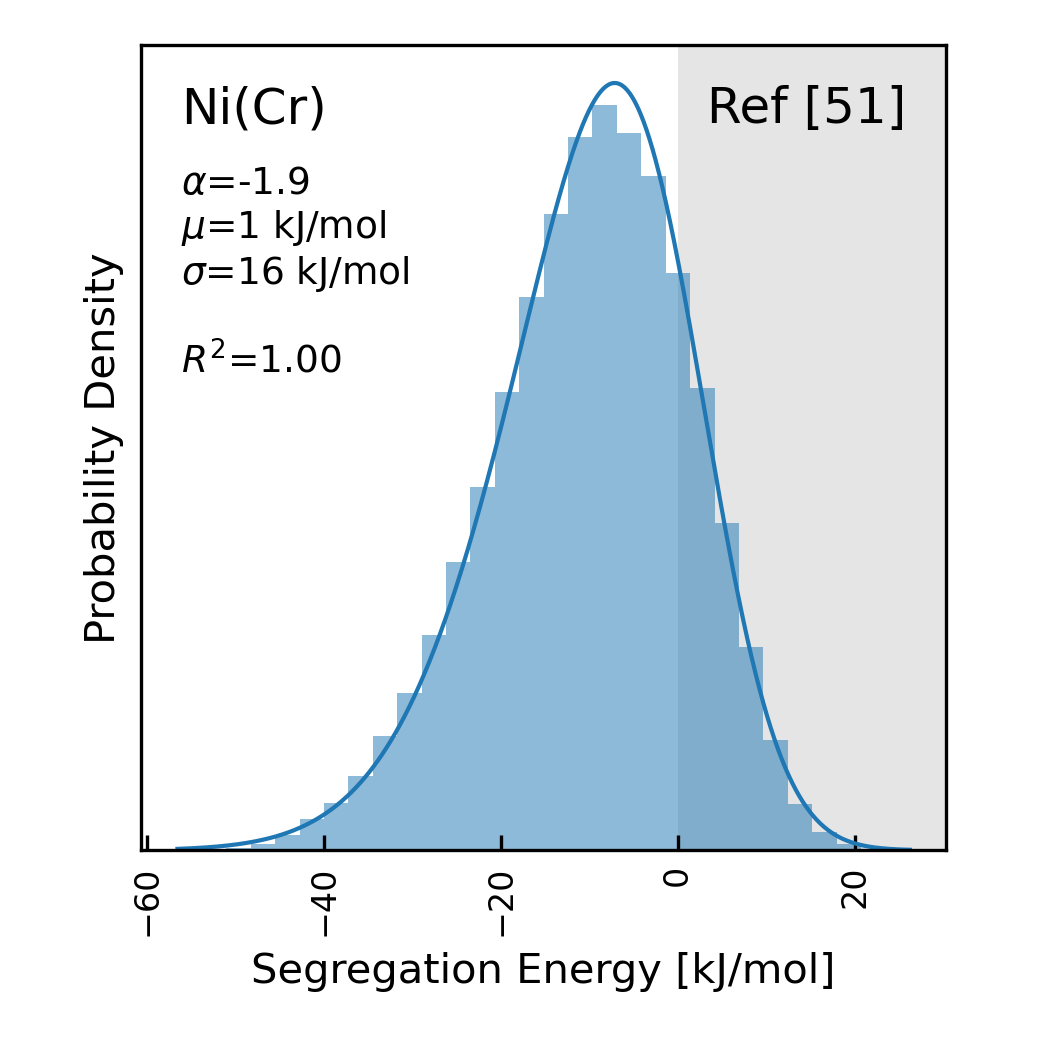 Ni(Cr)
Ref [51]
α=-1.9
μ=1 kJ/mol
σ=16 kJ/mol
R²=1.00
Probability Density
−60
−40
−20
0
20
Segregation Energy [kJ/mol]